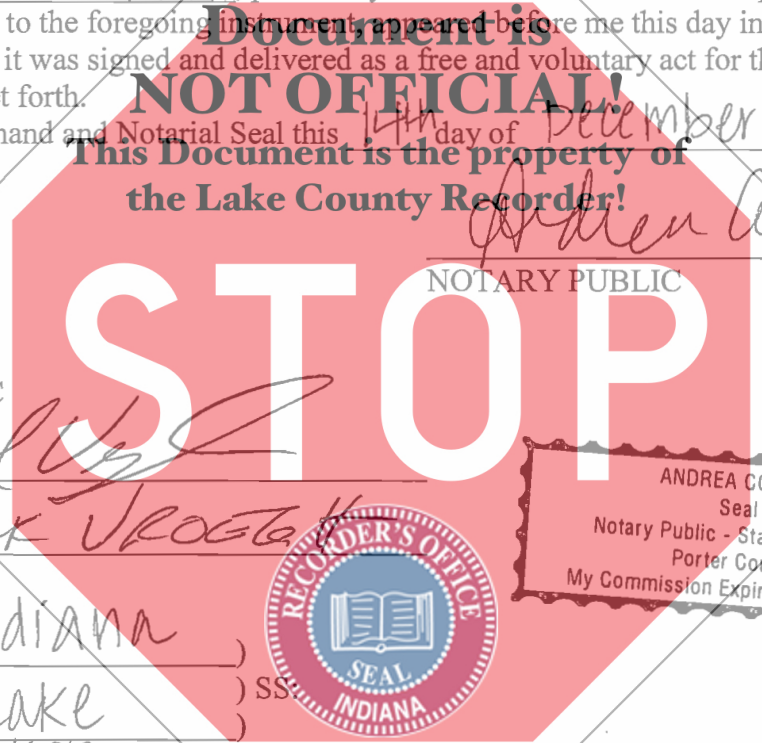 to the foregoing instrument, appeared before me this day in
Document is
it was signed and delivered as a free and voluntary act for th
t forth.
NOT OFFICIAL!
hand and Notarial Seal this 14th day of December
This Document is the property of
the Lake County Recorder!
NOTARY PUBLIC
STOP
ANDREA CO
Seal
Notary Public - Sta
Porter Cou
My Commission Expir
RECORDER'S OFFICE
SEAL
INDIANA
diana )
) SS:
ake )